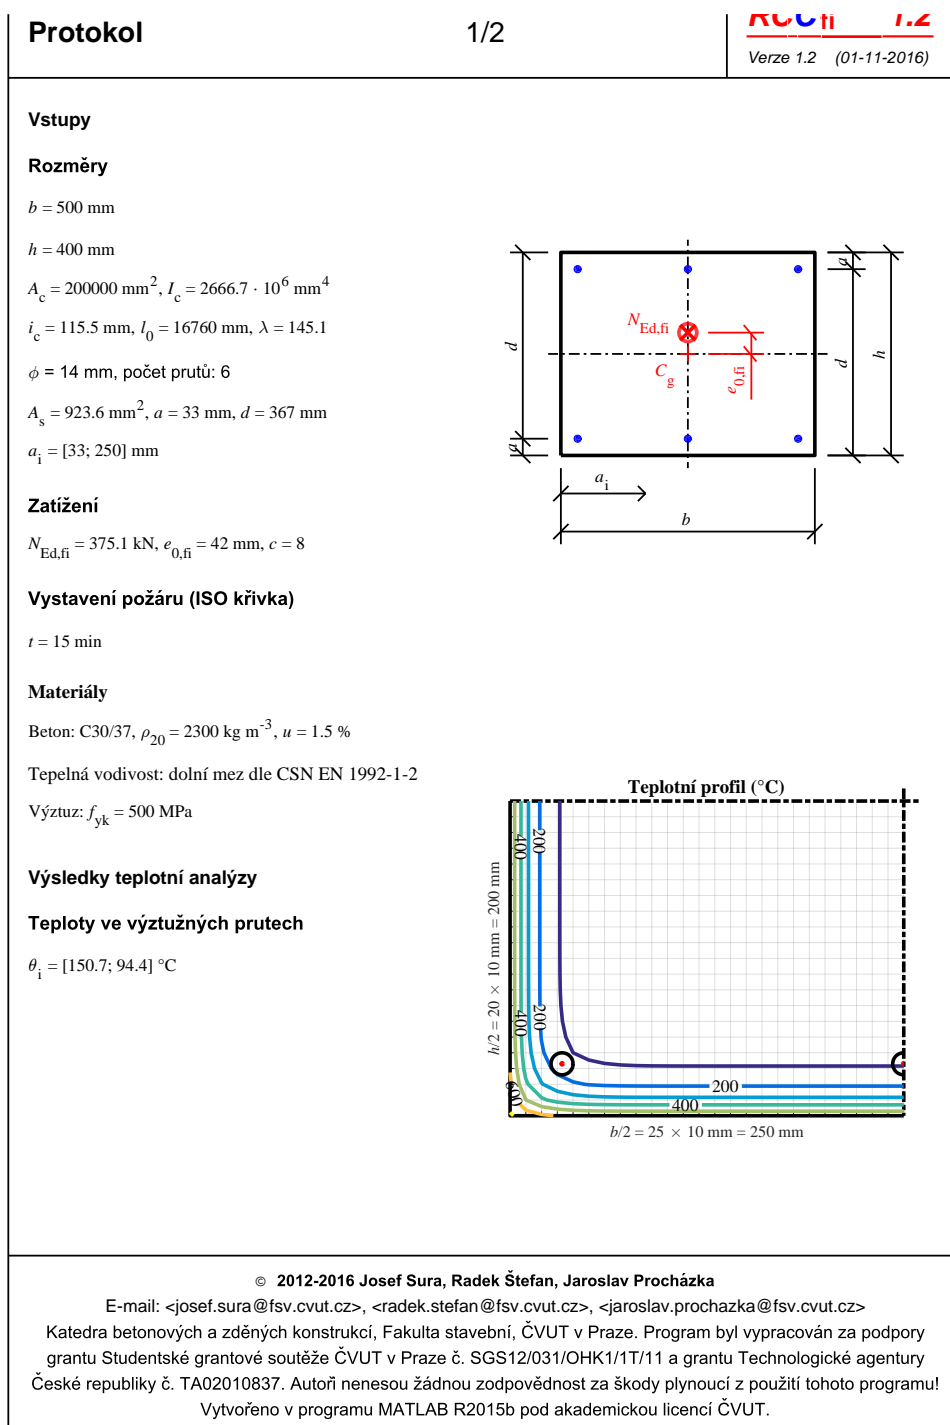 Protokol
1/2
RCCfi 1.2
Verze 1.2 (01-11-2016)
Vstupy
Rozměry
b = 500 mm
h = 400 mm
A_c = 200000 mm², I_c = 2666.7 · 10⁶ mm⁴
i_c = 115.5 mm, l_0 = 16760 mm, λ = 145.1
ϕ = 14 mm, počet prutů: 6
A_s = 923.6 mm², a = 33 mm, d = 367 mm
a_i = [33; 250] mm
d
a
N_Ed,fi
C_g
e_0,fi
a
d
h
a_i
b
Zatížení
N_Ed,fi = 375.1 kN, e_0,fi = 42 mm, c = 8
Vystavení požáru (ISO křivka)
t = 15 min
Materiály
Beton: C30/37, ρ_20 = 2300 kg m⁻³, u = 1.5 %
Tepelná vodivost: dolní mez dle CSN EN 1992-1-2
Výztuz: f_yk = 500 MPa
Výsledky teplotní analýzy
Teploty ve výztužných prutech
θ_i = [150.7; 94.4] °C
Teplotní profil (°C)
400
200
400
200
600
200
400
h/2 = 20 × 10 mm = 200 mm
b/2 = 25 × 10 mm = 250 mm
© 2012-2016 Josef Sura, Radek Štefan, Jaroslav Procházka
E-mail: <josef.sura@fsv.cvut.cz>, <radek.stefan@fsv.cvut.cz>, <jaroslav.prochazka@fsv.cvut.cz>
Katedra betonových a zděných konstrukcí, Fakulta stavební, ČVUT v Praze. Program byl vypracován za podpory
grantu Studentské grantové soutěže ČVUT v Praze č. SGS12/031/OHK1/1T/11 a grantu Technologické agentury
České republiky č. TA02010837. Autoři nenesou žádnou zodpovědnost za škody plynoucí z použití tohoto programu!
Vytvořeno v programu MATLAB R2015b pod akademickou licencí ČVUT.